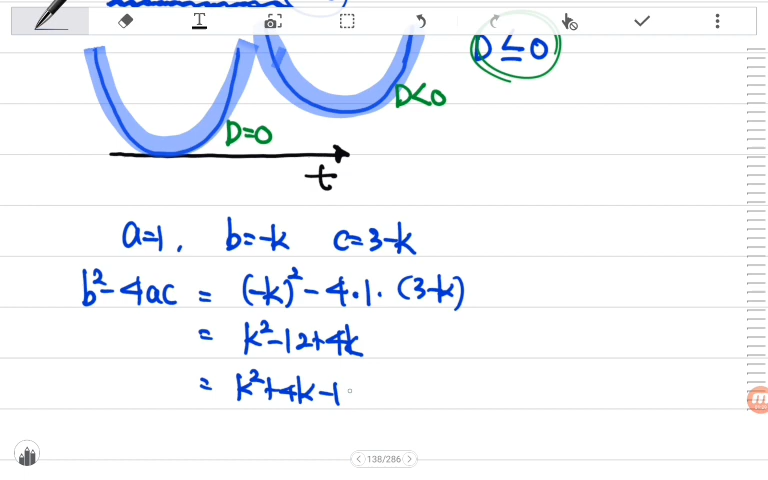 T
D≤0
D<0
D=0
t
a=1, b=-k c=3-k
b²-4ac = (-k)²-4·1·(3-k)
= k²-12+4k
= k²+4k-1
138/286